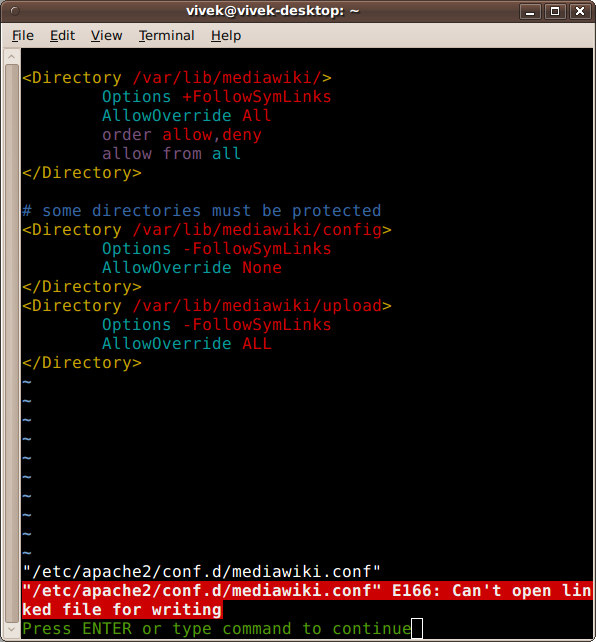 vivek@vivek-desktop: ~
File Edit View Terminal Help
<Directory /var/lib/mediawiki/>
        Options +FollowSymLinks
        AllowOverride All
        order allow,deny
        allow from all
</Directory>
# some directories must be protected
<Directory /var/lib/mediawiki/config>
        Options -FollowSymLinks
        AllowOverride None
</Directory>
<Directory /var/lib/mediawiki/upload>
        Options -FollowSymLinks
        AllowOverride ALL
</Directory>
~
~
~
~
~
~
~
~
~
~
"/etc/apache2/conf.d/mediawiki.conf"
"/etc/apache2/conf.d/mediawiki.conf" E166: Can't open lin
ked file for writing
Press ENTER or type command to continue